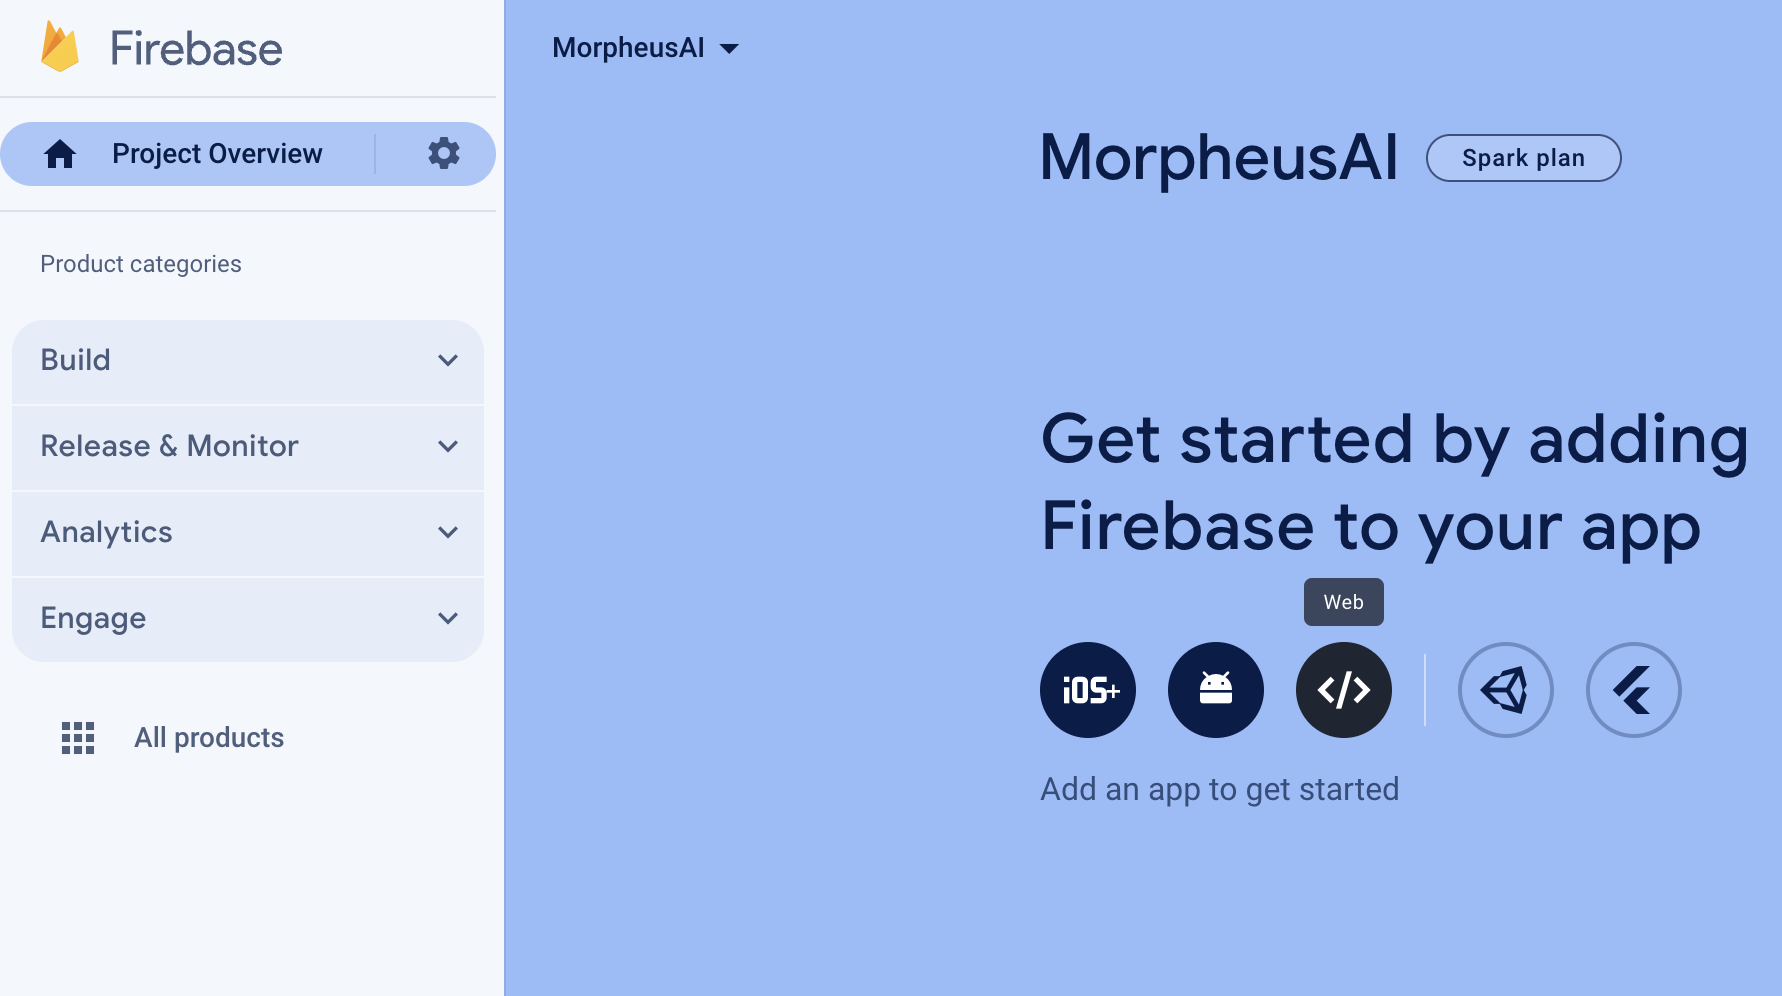 Firebase
Project Overview
Product categories
Build
Release & Monitor
Analytics
Engage
All products
MorpheusAI
MorpheusAI
Spark plan
Get started by adding
Firebase to your app
Web
iOS+
</>
Add an app to get started